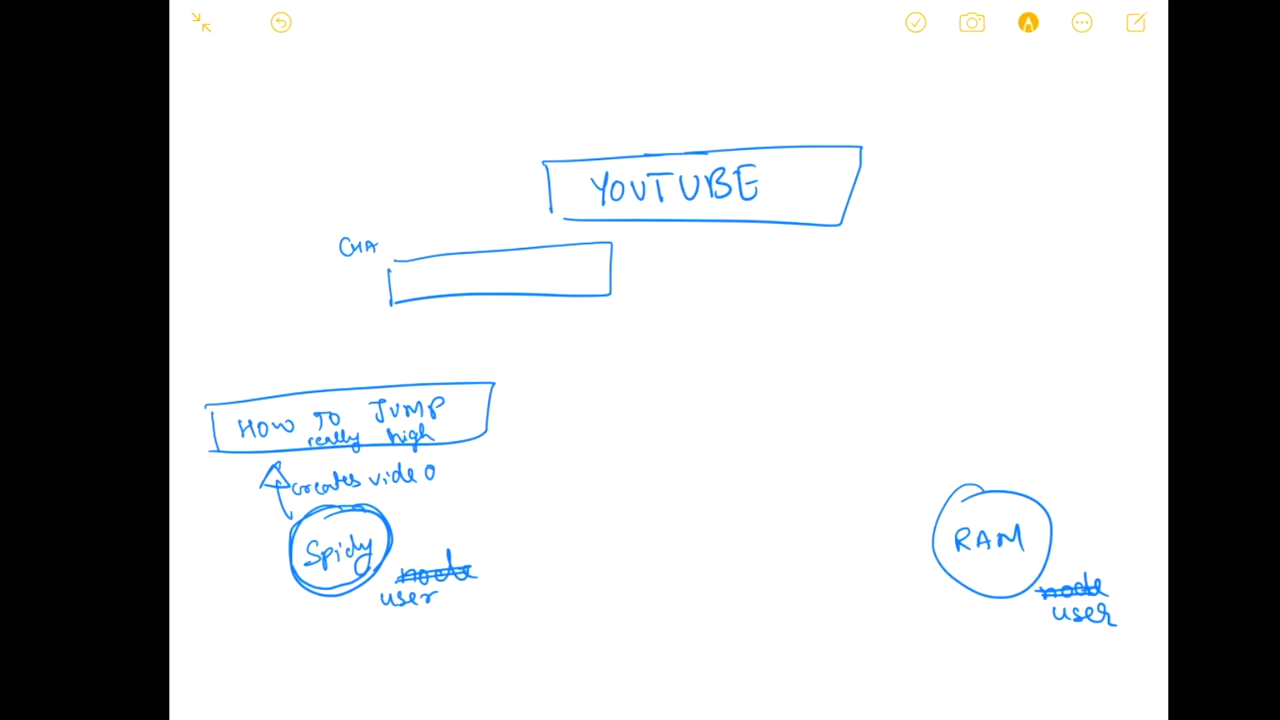 YOUTUBE
CHA
HOW TO JUMP
really high
creates video
Spidy
node
user
RAM
node
user